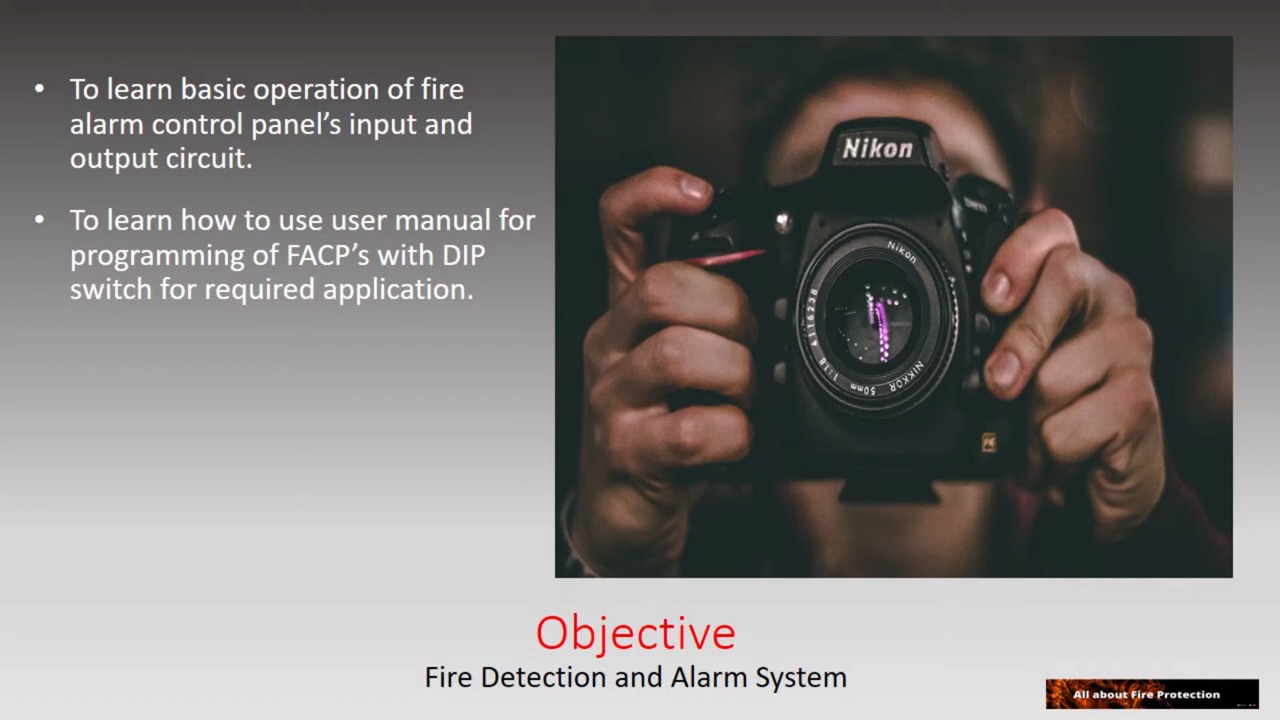 • To learn basic operation of fire
alarm control panel's input and
output circuit.
• To learn how to use user manual for
programming of FACP's with DIP
switch for required application.
Nikon
Nikon
4116238
1:1.8 50mm NIKKOR
FX
Objective
Fire Detection and Alarm System
All about Fire Protection